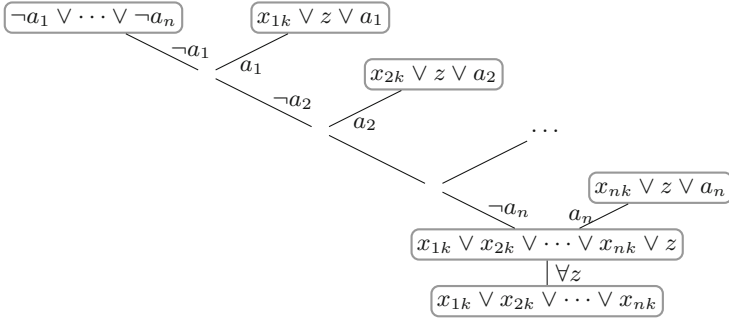 ¬a₁ ∨ ⋯ ∨ ¬aₙ
x₁ₖ ∨ z ∨ a₁
¬a₁
a₁
x₂ₖ ∨ z ∨ a₂
¬a₂
a₂
⋯
xₙₖ ∨ z ∨ aₙ
¬aₙ
aₙ
x₁ₖ ∨ x₂ₖ ∨ ⋯ ∨ xₙₖ ∨ z
∀z
x₁ₖ ∨ x₂ₖ ∨ ⋯ ∨ xₙₖ